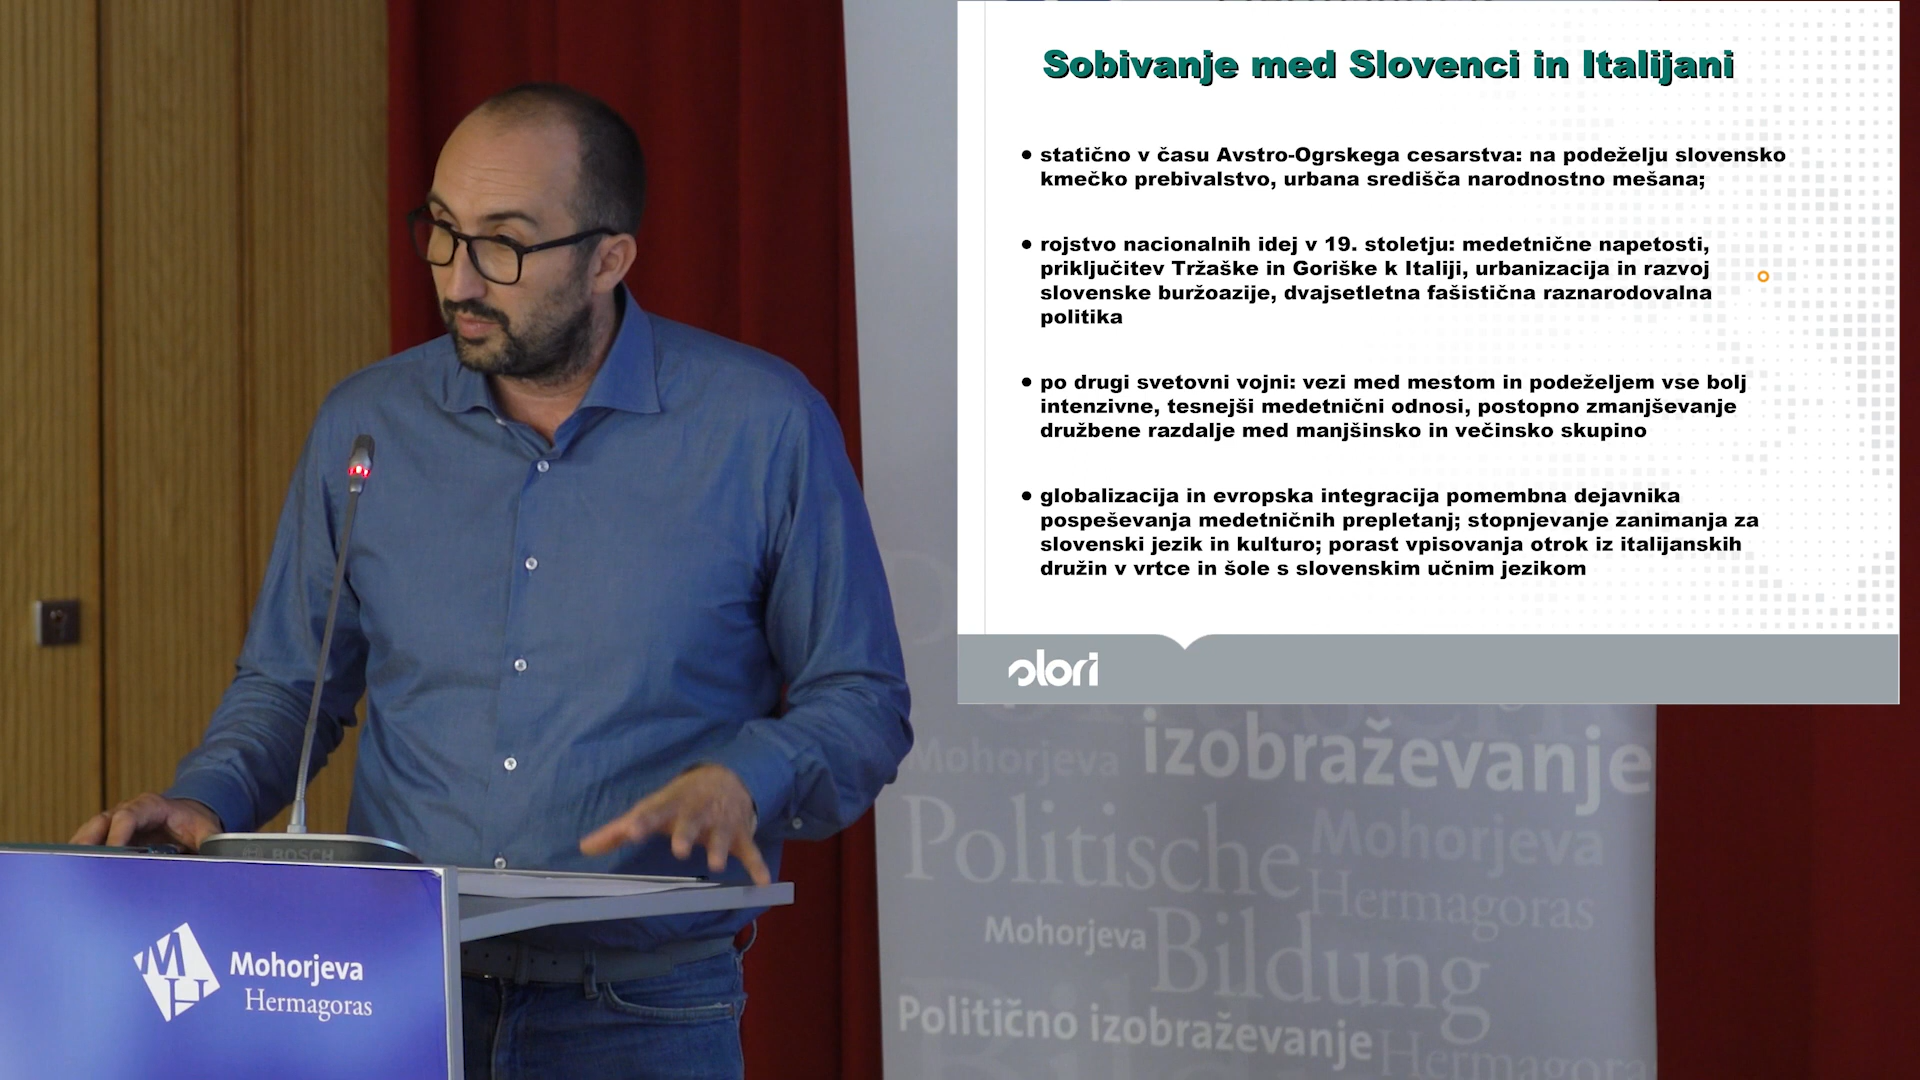 Sobivanje med Slovenci in Italijani
• statično v času Avstro-Ogrskega cesarstva: na podeželju slovensko
kmečko prebivalstvo, urbana središča narodnostno mešana;
• rojstvo nacionalnih idej v 19. stoletju: medetnične napetosti,
priključitev Tržaške in Goriške k Italiji, urbanizacija in razvoj
slovenske buržoazije, dvajsetletna fašistična raznarodovalna
politika
• po drugi svetovni vojni: vezi med mestom in podeželjem vse bolj
intenzivne, tesnejši medetnični odnosi, postopno zmanjševanje
družbene razdalje med manjšinsko in večinsko skupino
• globalizacija in evropska integracija pomembna dejavnika
pospeševanja medetničnih prepletanj; stopnjevanje zanimanja za
slovenski jezik in kulturo; porast vpisovanja otrok iz italijanskih
družin v vrtce in šole s slovenskim učnim jezikom
slori
izobraževanje
Mohorjeva
Politische
Mohorjeva
Hermagoras
Mohorjeva
Bildung
Politično izobraževanje
Hermagoras
BOSCH
MH
Mohorjeva
Hermagoras